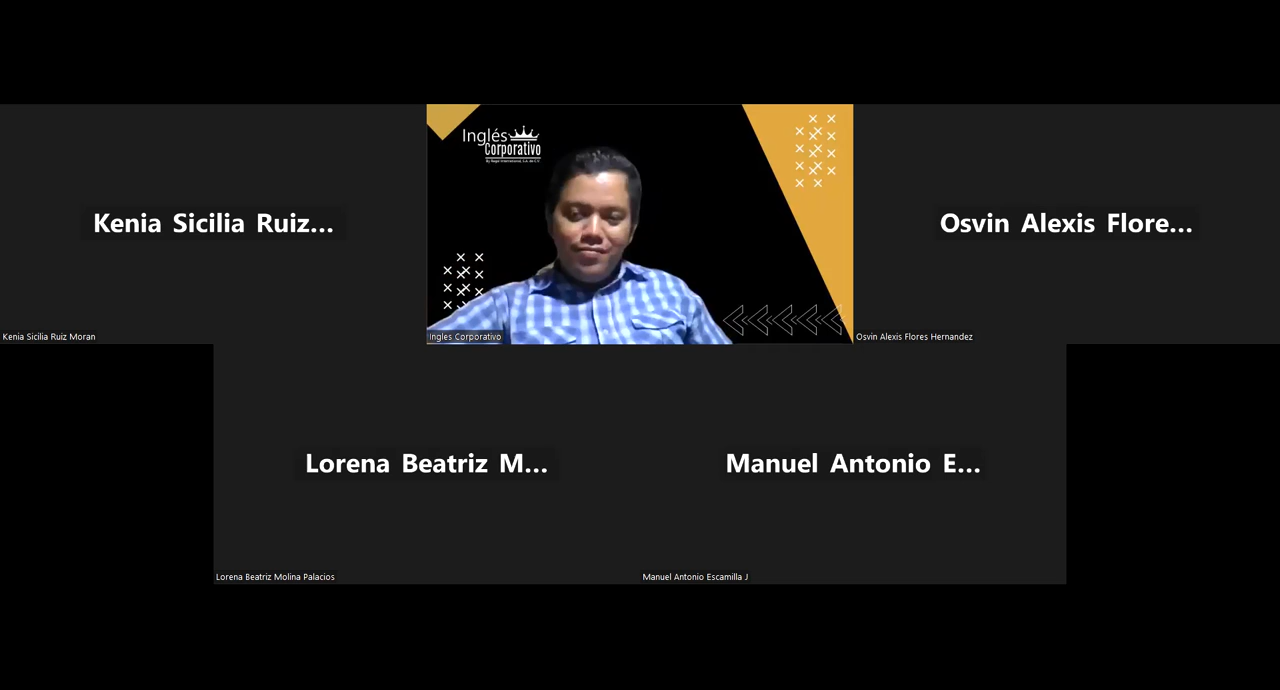 Kenia Sicilia Ruiz...
Kenia Sicilia Ruiz Moran
Inglés
Corporativo
Ingles Corporativo
Osvin Alexis Flore...
Osvin Alexis Flores Hernandez
Lorena Beatriz M...
Lorena Beatriz Molina Palacios
Manuel Antonio E...
Manuel Antonio Escamilla J